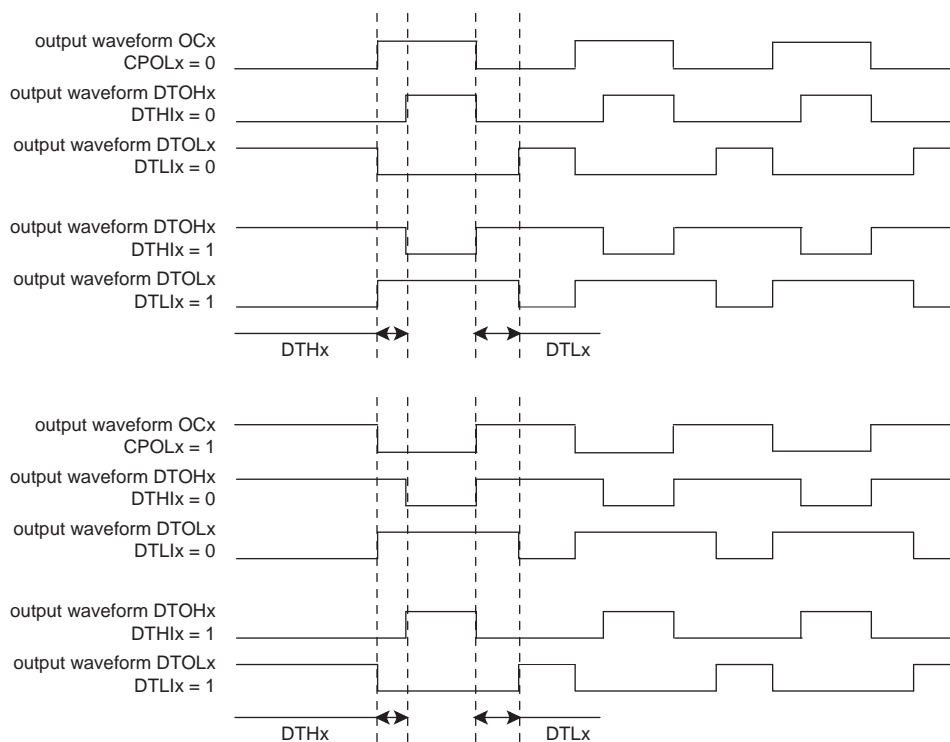 output waveform OCx
CPOLx = 0
output waveform DTOHx
DTHIx = 0
output waveform DTOLx
DTLIx = 0
output waveform DTOHx
DTHIx = 1
output waveform DTOLx
DTLIx = 1
DTHx DTLx
output waveform OCx
CPOLx = 1
output waveform DTOHx
DTHIx = 0
output waveform DTOLx
DTLIx = 0
output waveform DTOHx
DTHIx = 1
output waveform DTOLx
DTLIx = 1
DTHx DTLx